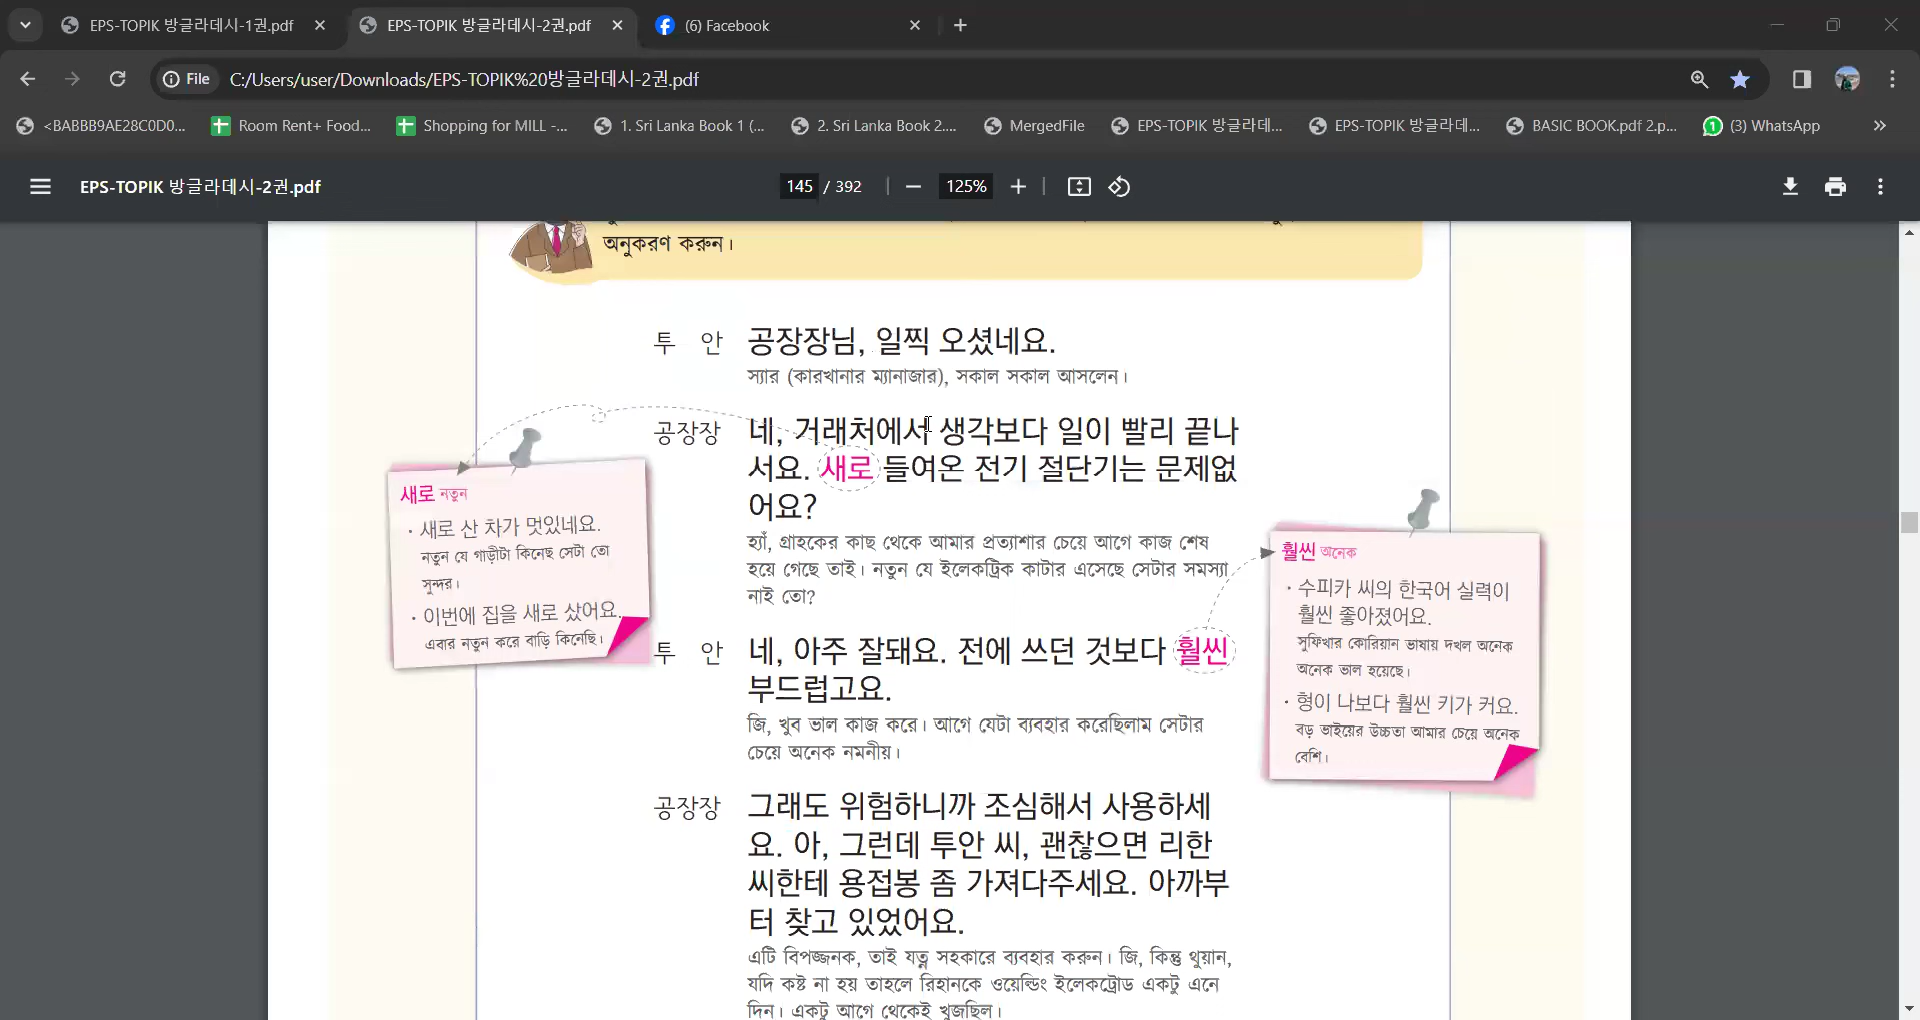 EPS-TOPIK 방글라데시-1권.pdf
EPS-TOPIK 방글라데시-2권.pdf
(6) Facebook
File
C:/Users/user/Downloads/EPS-TOPIK%20방글라데시-2권.pdf
<BABBB9AE28C0D0...
Room Rent+ Food...
Shopping for MILL -...
1. Sri Lanka Book 1 (...
2. Sri Lanka Book 2....
MergedFile
EPS-TOPIK 방글라데...
EPS-TOPIK 방글라데...
BASIC BOOK.pdf 2.p...
(3) WhatsApp
EPS-TOPIK 방글라데시-2권.pdf
145 / 392
125%
অনুকরণ করুন।
투 안 공장장님, 일찍 오셨네요.
স্যার (কারখানার ম্যানাজার), সকাল সকাল আসলেন।
공장장 네, 거래처에서 생각보다 일이 빨리 끝나
서요. 새로 들여온 전기 절단기는 문제없
어요?
হ্যাঁ, গ্রাহকের কাছ থেকে আমার প্রত্যাশার চেয়ে আগে কাজ শেষ
হয়ে গেছে তাই। নতুন যে ইলেকট্রিক কাটার এসেছে সেটার সমস্যা
নাই তো?
새로 নতুন
· 새로 산 차가 멋있네요.
নতুন যে গাড়ীটা কিনেছ সেটা তো
সুন্দর।
· 이번에 집을 새로 샀어요.
এবার নতুন করে বাড়ি কিনেছি।
투 안 네, 아주 잘돼요. 전에 쓰던 것보다 훨씬
부드럽고요.
জি, খুব ভাল কাজ করে। আগে যেটা ব্যবহার করেছিলাম সেটার
চেয়ে অনেক নমনীয়।
훨씬 অনেক
· 수피카 씨의 한국어 실력이
훨씬 좋아졌어요.
সুফিখার কোরিয়ান ভাষায় দখল অনেক
অনেক ভাল হয়েছে।
· 형이 나보다 훨씬 키가 커요.
বড় ভাইয়ের উচ্চতা আমার চেয়ে অনেক
বেশি।
공장장 그래도 위험하니까 조심해서 사용하세
요. 아, 그런데 투안 씨, 괜찮으면 리한
씨한테 용접봉 좀 가져다주세요. 아까부
터 찾고 있었어요.
এটি বিপজ্জনক, তাই যত্ন সহকারে ব্যবহার করুন। জি, কিন্তু থুয়ান,
যদি কষ্ট না হয় তাহলে রিহানকে ওয়েল্ডিং ইলেকট্রোড একটু এনে
দিন। একটু আগে থেকেই খুজছিল।